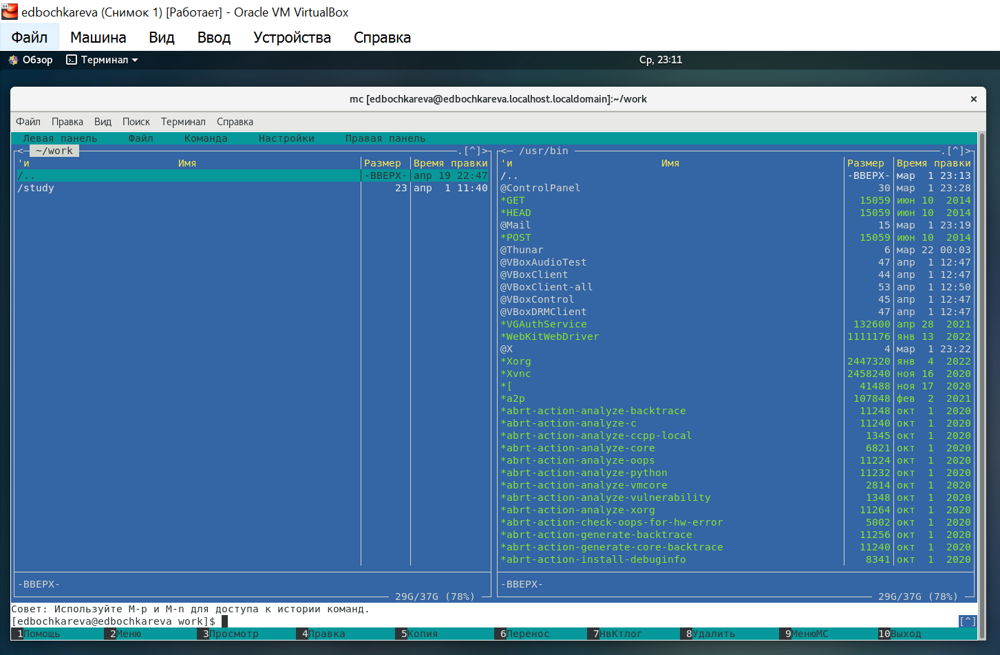 edbochkareva (Снимок 1) [Работает] - Oracle VM VirtualBox
Файл Машина Вид Ввод Устройства Справка
Обзор Терминал Ср, 23:11
mc [edbochkareva@edbochkareva.localhost.localdomain]:~/work
Файл Правка Вид Поиск Терминал Справка
Левая панель Файл Команда Настройки Правая панель
<─ ~/work .[^]> <─ /usr/bin .[^]>
'и Имя Размер Время правки 'и Имя Размер Время правки
/.. -ВВЕРХ- апр 19 22:47 /.. -ВВЕРХ- мар 1 23:13
/study 23 апр 1 11:40 @ControlPanel 30 мар 1 23:28
*GET 15059 июн 10 2014
*HEAD 15059 июн 10 2014
@Mail 15 мар 1 23:19
*POST 15059 июн 10 2014
@Thunar 6 мар 22 00:03
@VBoxAudioTest 47 апр 1 12:47
@VBoxClient 44 апр 1 12:47
@VBoxClient-all 53 апр 1 12:50
@VBoxControl 45 апр 1 12:47
@VBoxDRMClient 47 апр 1 12:47
*VGAuthService 132600 апр 28 2021
*WebKitWebDriver 1111176 янв 13 2022
@X 4 мар 1 23:22
*Xorg 2447320 янв 4 2022
*Xvnc 2458240 ноя 16 2020
*[ 41488 ноя 17 2020
*a2p 107848 фев 2 2021
*abrt-action-analyze-backtrace 11248 окт 1 2020
*abrt-action-analyze-c 11240 окт 1 2020
*abrt-action-analyze-ccpp-local 1345 окт 1 2020
*abrt-action-analyze-core 6821 окт 1 2020
*abrt-action-analyze-oops 11224 окт 1 2020
*abrt-action-analyze-python 11232 окт 1 2020
*abrt-action-analyze-vmcore 2814 окт 1 2020
*abrt-action-analyze-vulnerability 1348 окт 1 2020
*abrt-action-analyze-xorg 11264 окт 1 2020
*abrt-action-check-oops-for-hw-error 5002 окт 1 2020
*abrt-action-generate-backtrace 11256 окт 1 2020
*abrt-action-generate-core-backtrace 11240 окт 1 2020
*abrt-action-install-debuginfo 8341 окт 1 2020
-ВВЕРХ- -ВВЕРХ-
29G/37G (78%) 29G/37G (78%)
Совет: Используйте M-p и M-n для доступа к истории команд.
[edbochkareva@edbochkareva work]$ [^]
1Помощь 2Меню 3Просмотр 4Правка 5Копия 6Перенос 7НвКтлог 8Удалить 9МенюМС 10Выход